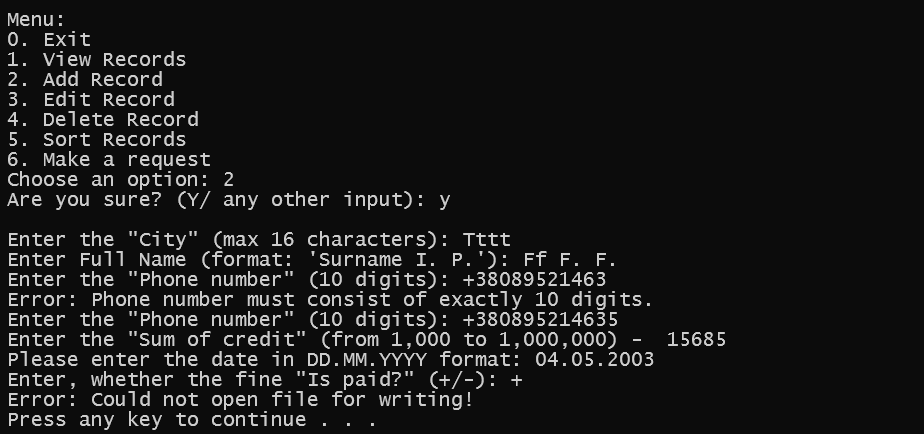 Menu:
0. Exit
1. View Records
2. Add Record
3. Edit Record
4. Delete Record
5. Sort Records
6. Make a request
Choose an option: 2
Are you sure? (Y/ any other input): y
Enter the "City" (max 16 characters): Tttt
Enter Full Name (format: 'Surname I. P.'): Ff F. F.
Enter the "Phone number" (10 digits): +38089521463
Error: Phone number must consist of exactly 10 digits.
Enter the "Phone number" (10 digits): +380895214635
Enter the "Sum of credit" (from 1,000 to 1,000,000) -  15685
Please enter the date in DD.MM.YYYY format: 04.05.2003
Enter, whether the fine "Is paid?" (+/-): +
Error: Could not open file for writing!
Press any key to continue . . .